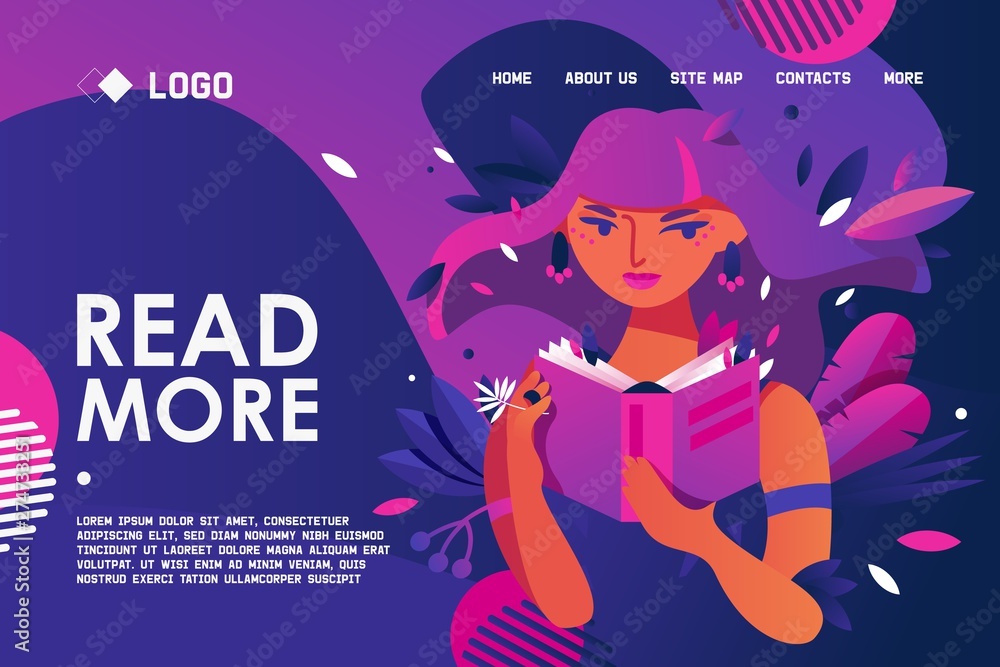 LOGO
HOME ABOUT US SITE MAP CONTACTS MORE
READ
MORE
LOREM IPSUM DOLOR SIT AMET, CONSECTETUER
ADIPISCING ELIT, SED DIAM NONUMMY NIBH EUISMOD
TINCIDUNT UT LAOREET DOLORE MAGNA ALIQUAM ERAT
VOLUTPAT. UT WISI ENIM AD MINIM VENIAM, QUIS
NOSTRUD EXERCI TATION ULLAMCORPER SUSCIPIT
Adobe Stock | #274733251